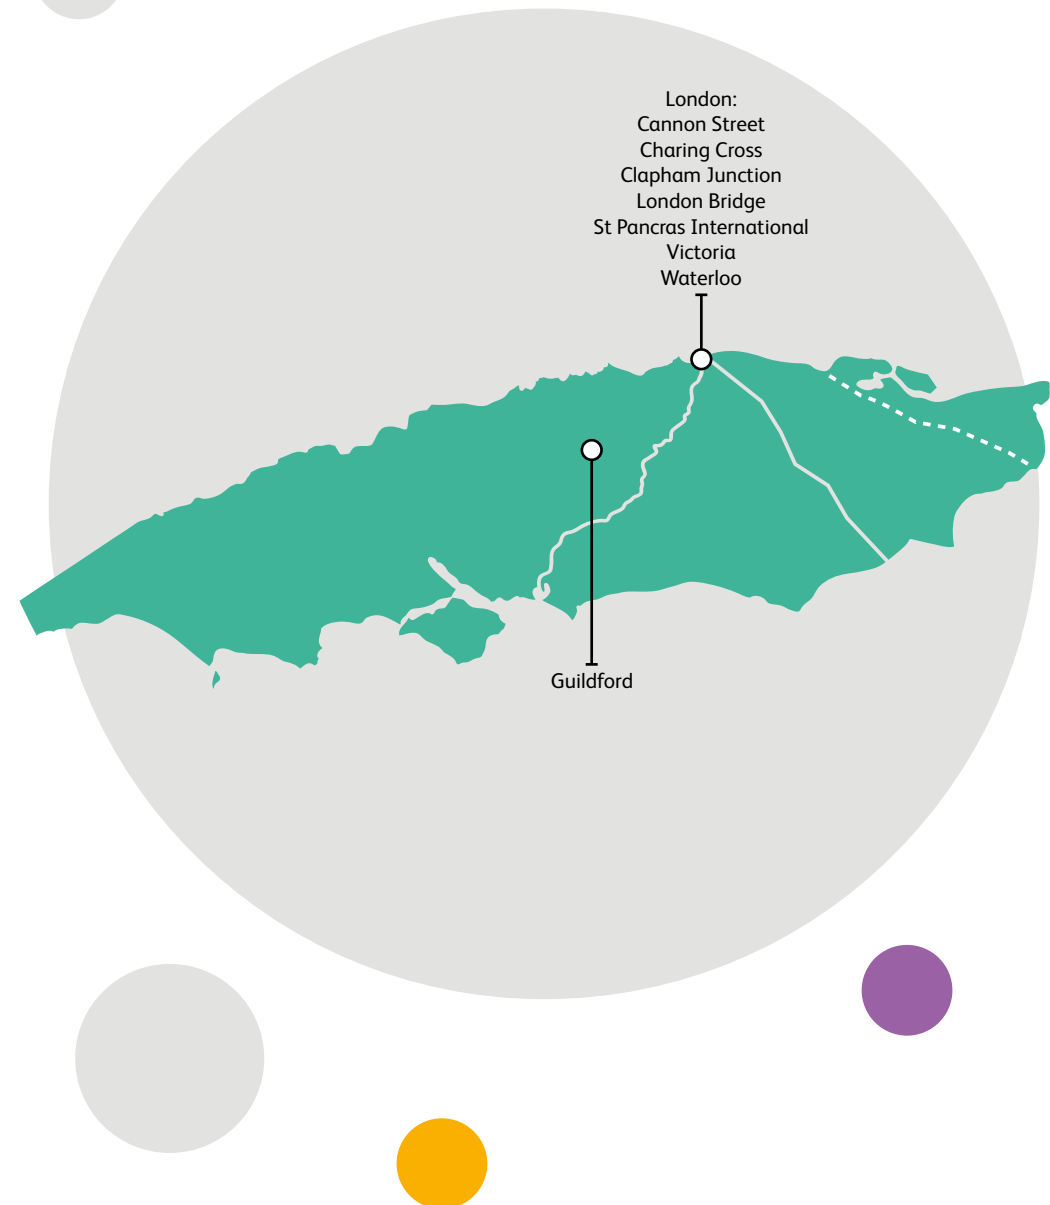 London:
Cannon Street
Charing Cross
Clapham Junction
London Bridge
St Pancras International
Victoria
Waterloo
Guildford